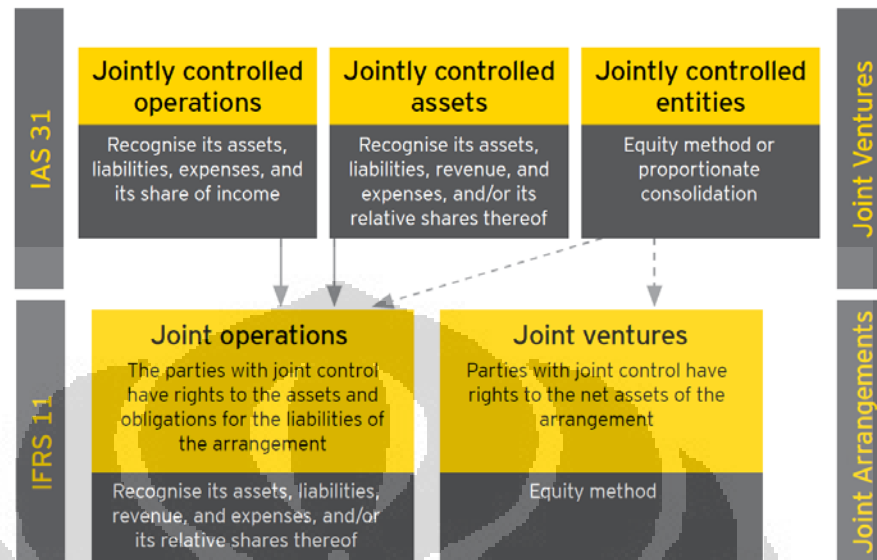 IAS 31
Jointly controlled
operations
Recognise its assets,
liabilities, expenses, and
its share of income
Jointly controlled
assets
Recognise its assets,
liabilities, revenue, and
expenses, and/or its
relative shares thereof
Jointly controlled
entities
Equity method or
proportionate
consolidation
Joint Ventures
IFRS 11
Joint operations
The parties with joint control
have rights to the assets and
obligations for the liabilities of
the arrangement
Recognise its assets, liabilities,
revenue, and expenses, and/or
its relative shares thereof
Joint ventures
Parties with joint control have
rights to the net assets of the
arrangement
Equity method
Joint Arrangements